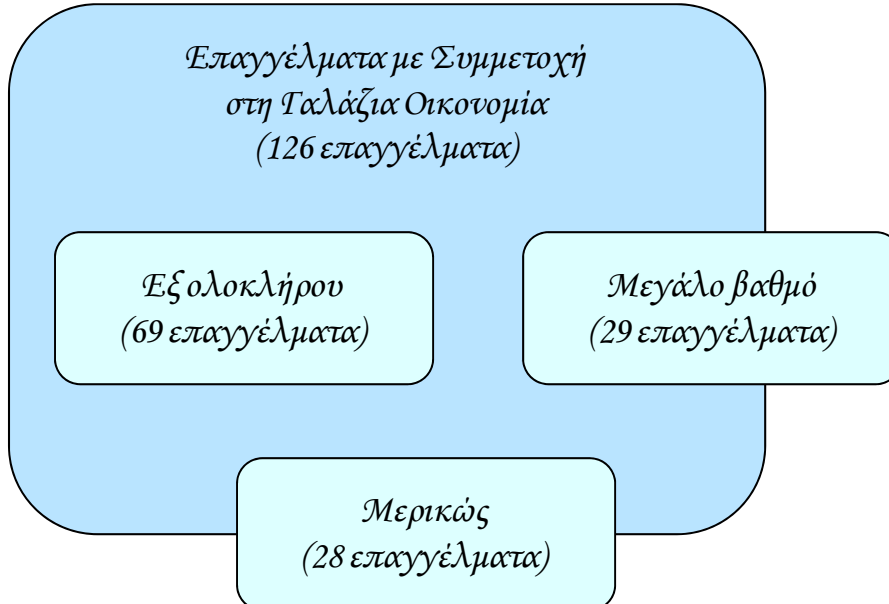 Επαγγέλματα με Συμμετοχή
στη Γαλάζια Οικονομία
(126 επαγγέλματα)
Εξ ολοκλήρου
(69 επαγγέλματα)
Μεγάλο βαθμό
(29 επαγγέλματα)
Μερικώς
(28 επαγγέλματα)